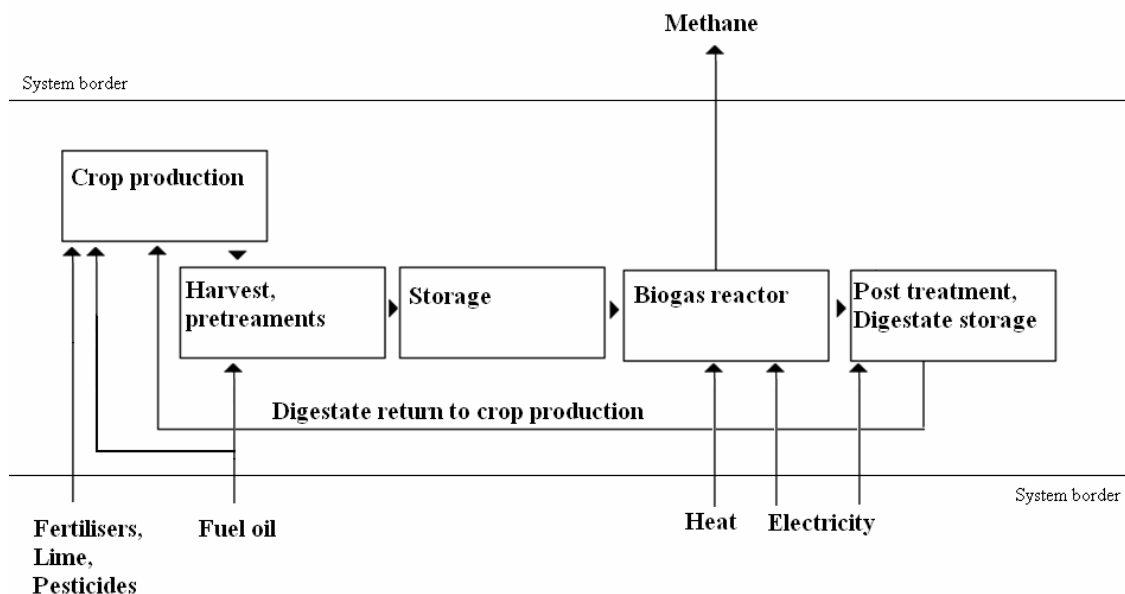 Methane
System border
Crop production
Harvest,
pretreaments
Storage
Biogas reactor
Post treatment,
Digestate storage
Digestate return to crop production
System border
Fertilisers,
Lime,
Pesticides
Fuel oil
Heat
Electricity